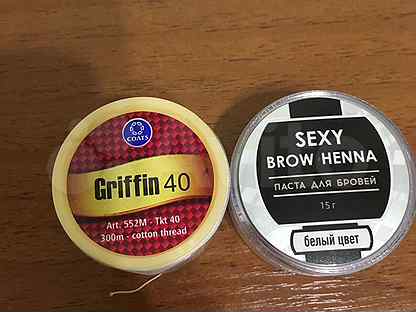 COATS
Griffin 40
Art. 552M - Tkt 40
300m - cotton thread
SEXY
BROW HENNA
ПАСТА ДЛЯ БРОВЕЙ
15 г
белый цвет